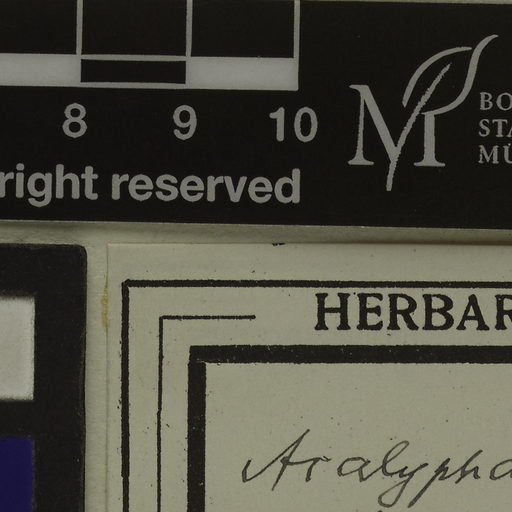 8 9 10
BO
STA
MÜ
right reserved
HERBAR
Acalypha